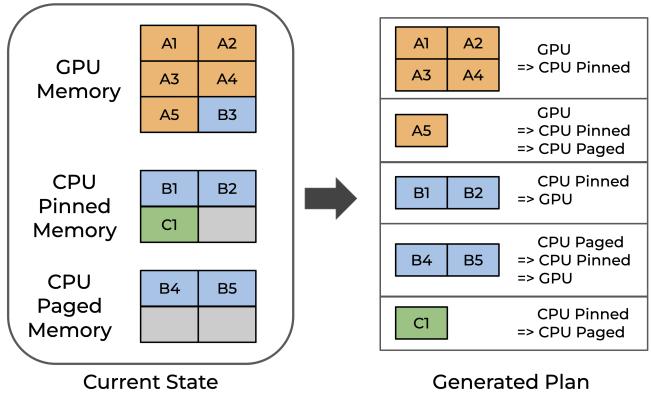 GPU
Memory
A1 A2
A3 A4
A5 B3
CPU
Pinned
Memory
B1 B2
C1
CPU
Paged
Memory
B4 B5
Current State
A1 A2
A3 A4
GPU
=> CPU Pinned
A5
GPU
=> CPU Pinned
=> CPU Paged
B1 B2
CPU Pinned
=> GPU
B4 B5
CPU Paged
=> CPU Pinned
=> GPU
C1
CPU Pinned
=> CPU Paged
Generated Plan